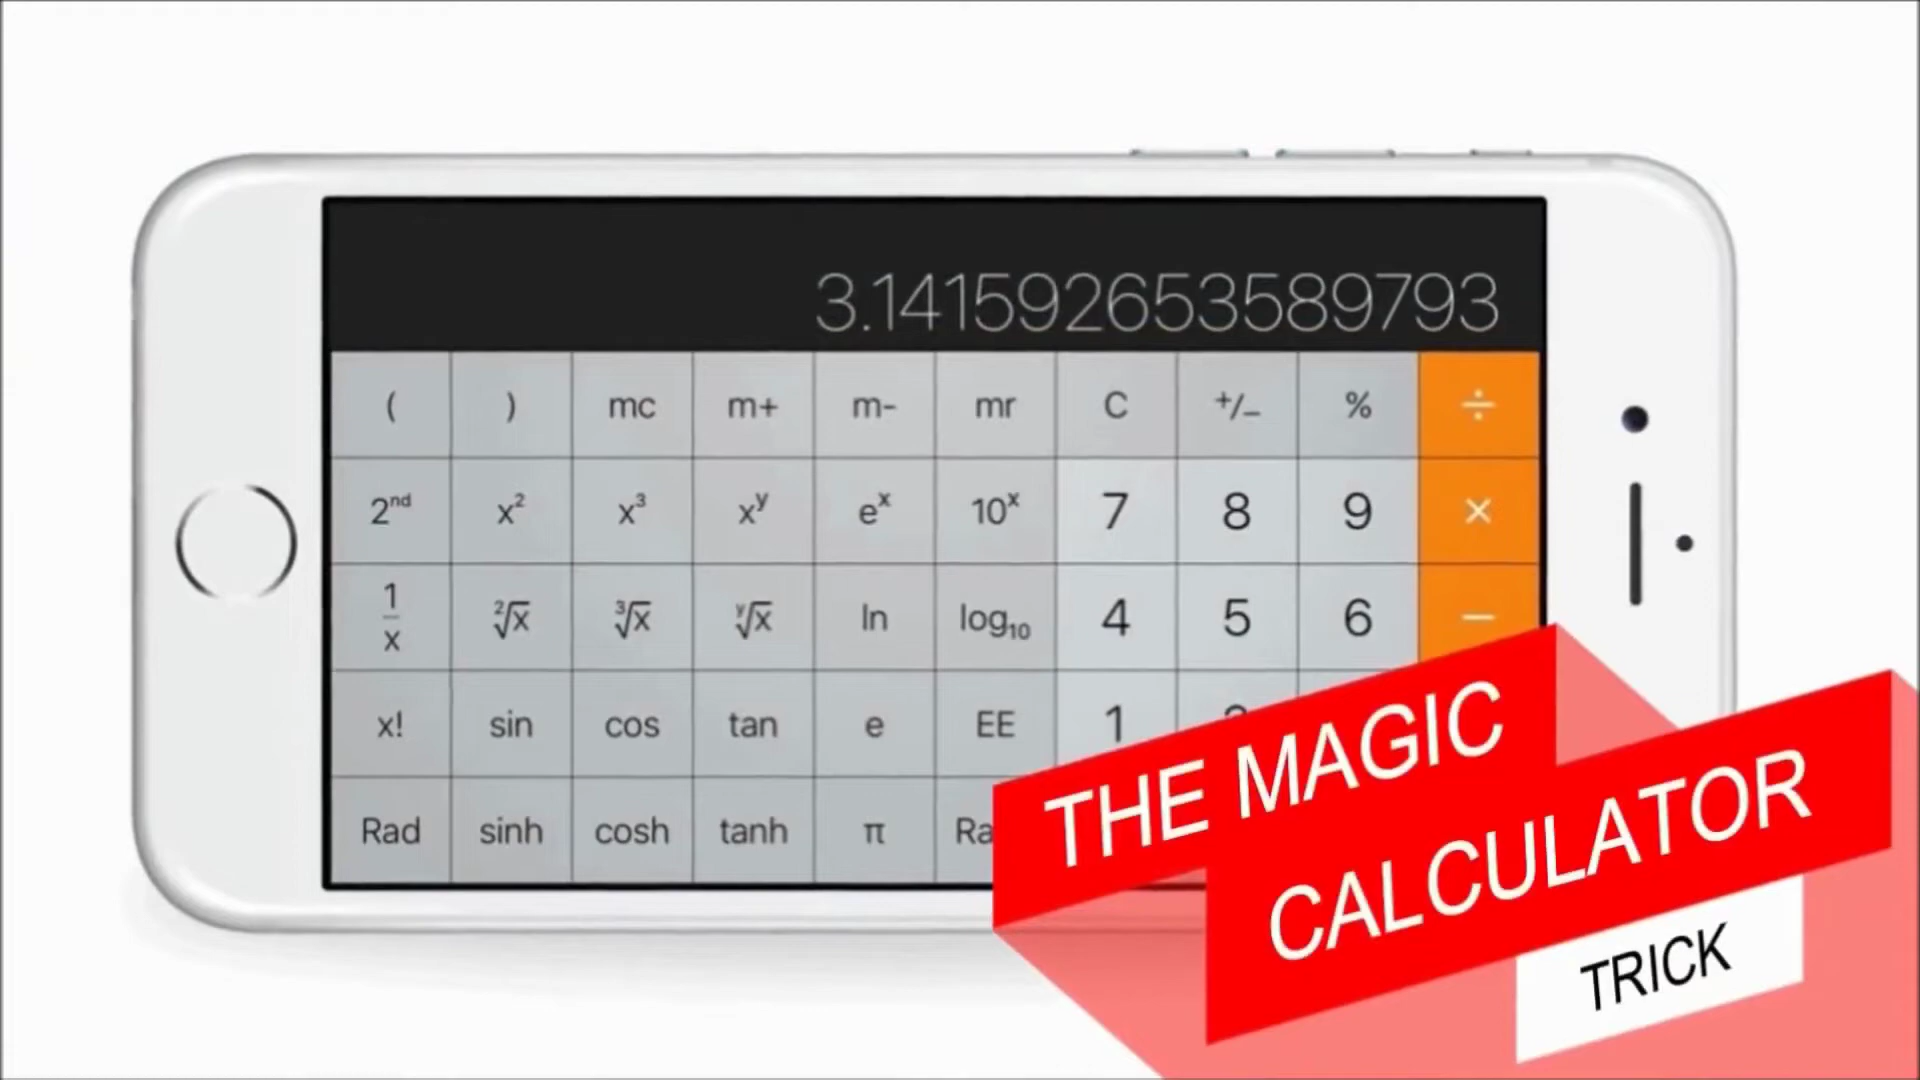 3.141592653589793
( ) mc m+ m- mr C +/− % ÷
2ⁿᵈ x² x³ xʸ eˣ 10ˣ 7 8 9 ×
1/x ²√x ³√x ʸ√x ln log₁₀ 4 5 6 −
x! sin cos tan e EE 1
Rad sinh cosh tanh π Ra
THE MAGIC
CALCULATOR
TRICK